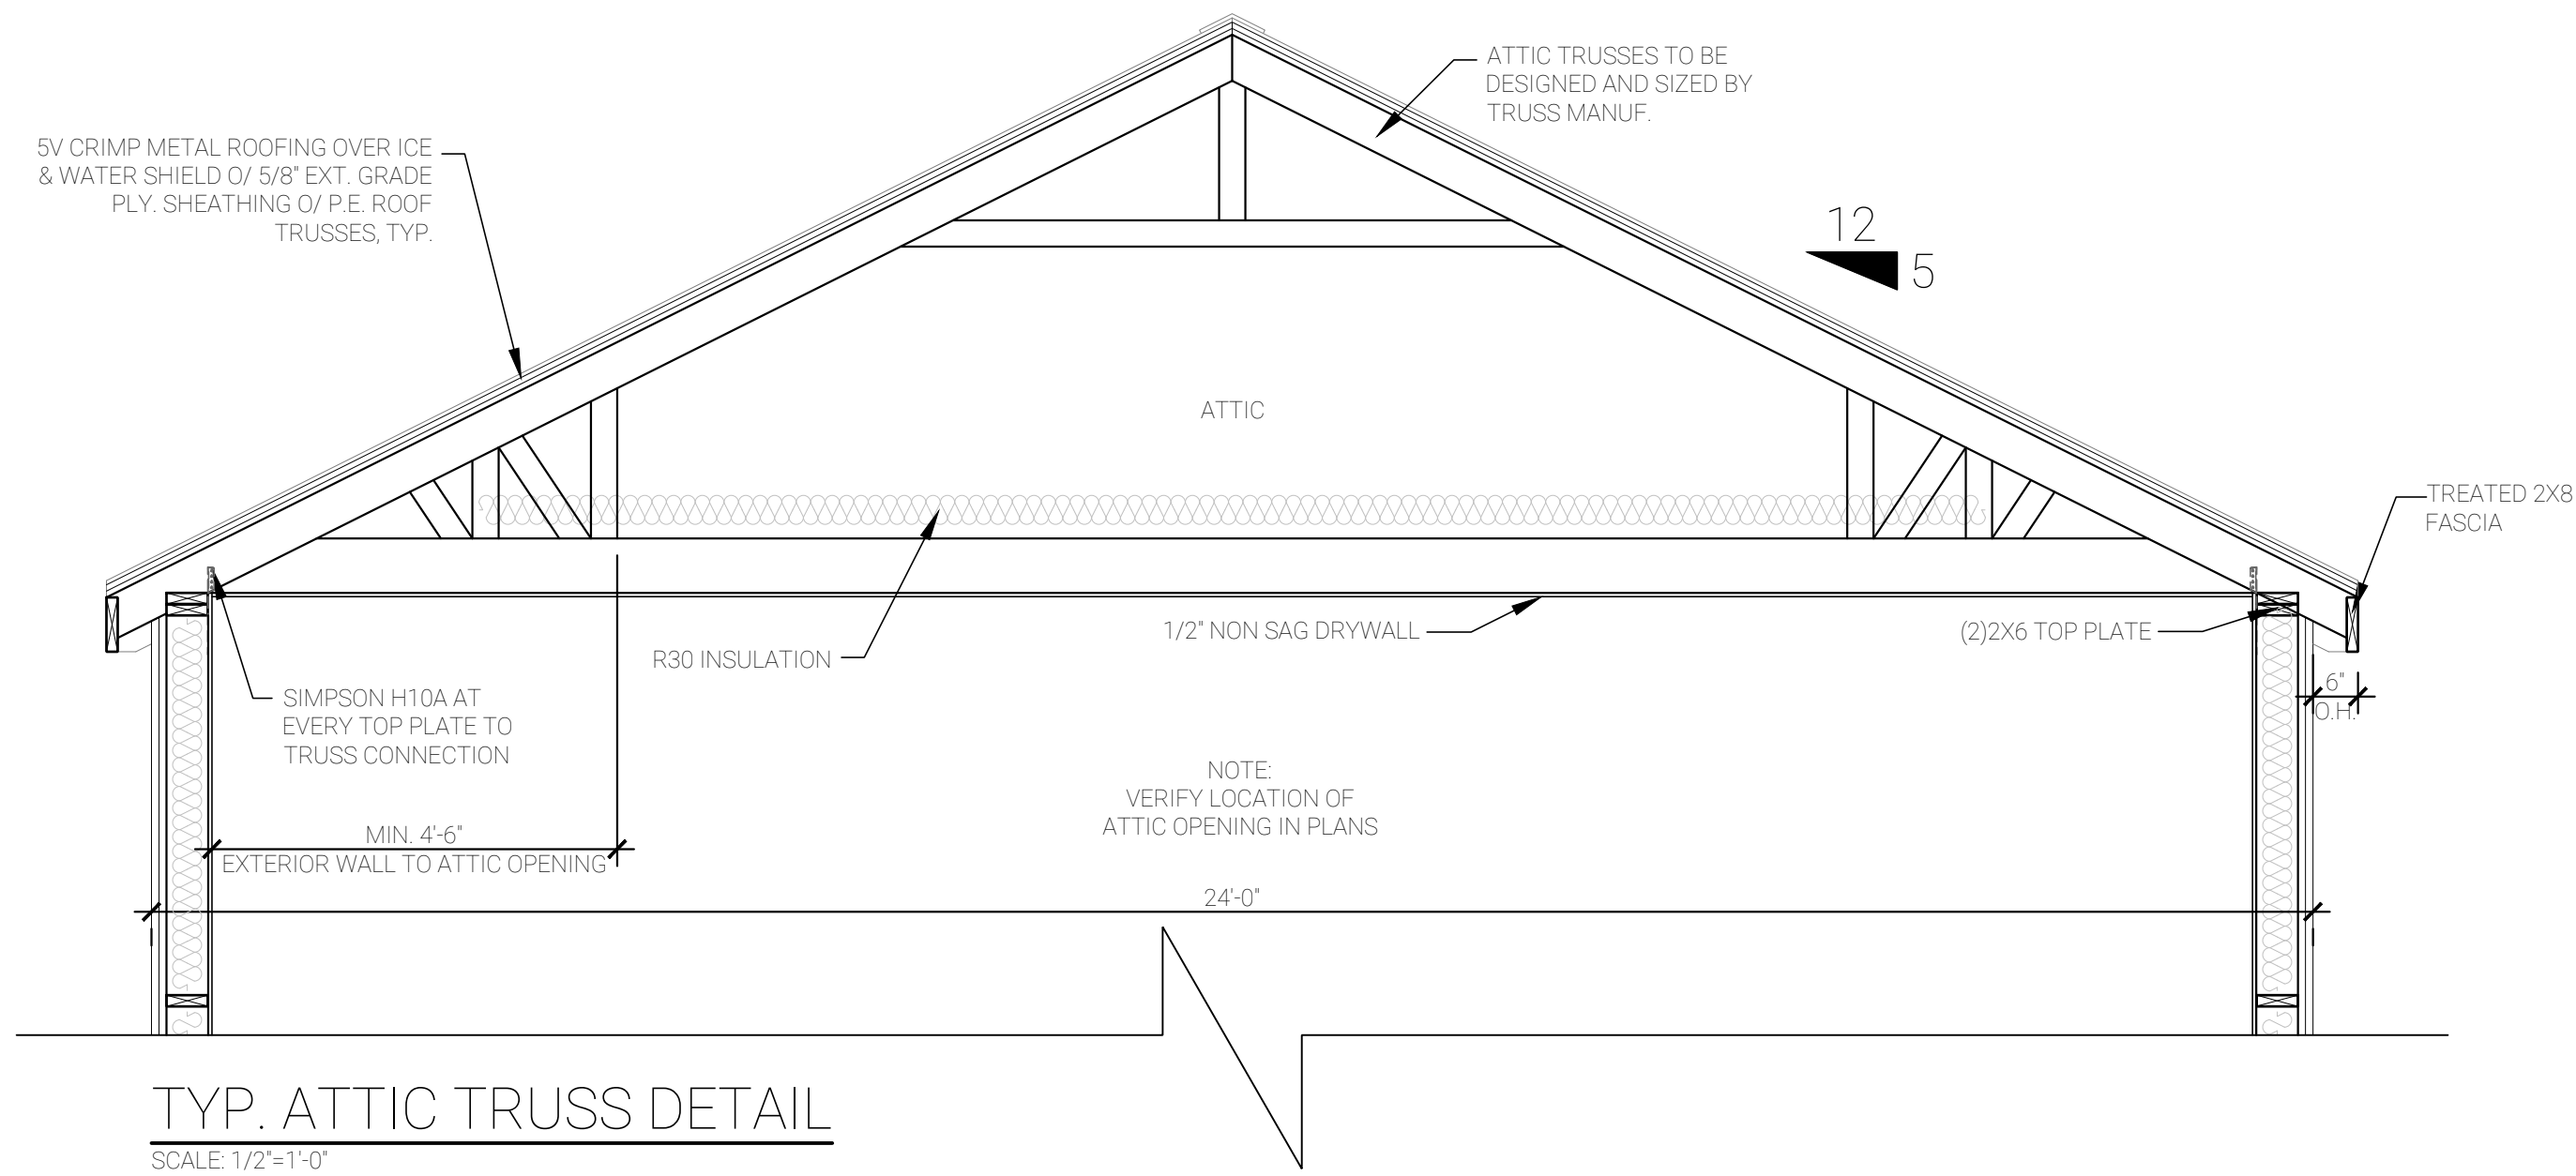 ATTIC TRUSSES TO BE
DESIGNED AND SIZED BY
TRUSS MANUF.
5V CRIMP METAL ROOFING OVER ICE
& WATER SHIELD O/ 5/8" EXT. GRADE
PLY. SHEATHING O/ P.E. ROOF
TRUSSES, TYP.
12
5
ATTIC
TREATED 2X8
FASCIA
1/2" NON SAG DRYWALL
(2)2X6 TOP PLATE
R30 INSULATION
6"
O.H.
SIMPSON H10A AT
EVERY TOP PLATE TO
TRUSS CONNECTION
NOTE:
VERIFY LOCATION OF
ATTIC OPENING IN PLANS
MIN. 4'-6"
EXTERIOR WALL TO ATTIC OPENING
24'-0"
TYP. ATTIC TRUSS DETAIL
SCALE: 1/2"=1'-0"